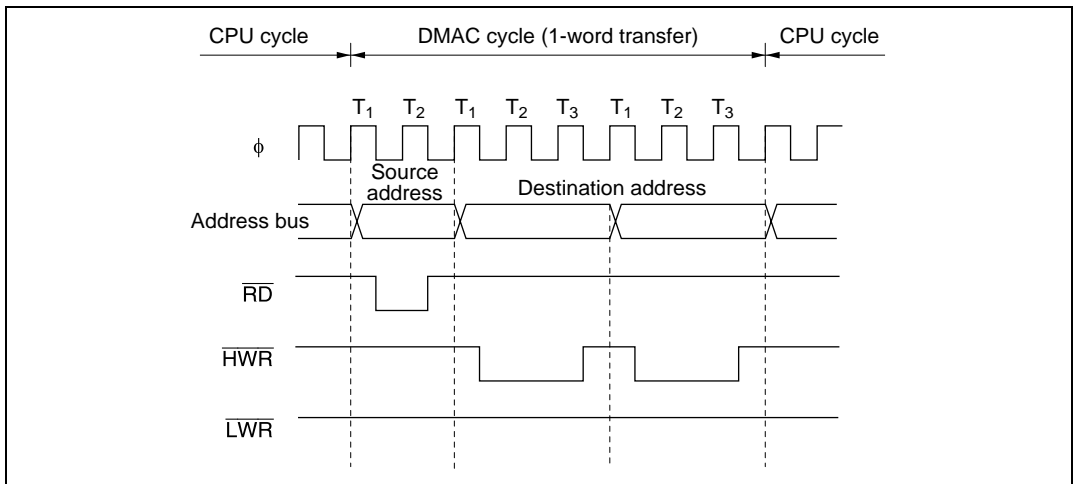 CPU cycle DMAC cycle (1-word transfer) CPU cycle
T1 T2 T1 T2 T3 T1 T2 T3
ϕ
Source
address
Destination address
Address bus
RD
HWR
LWR